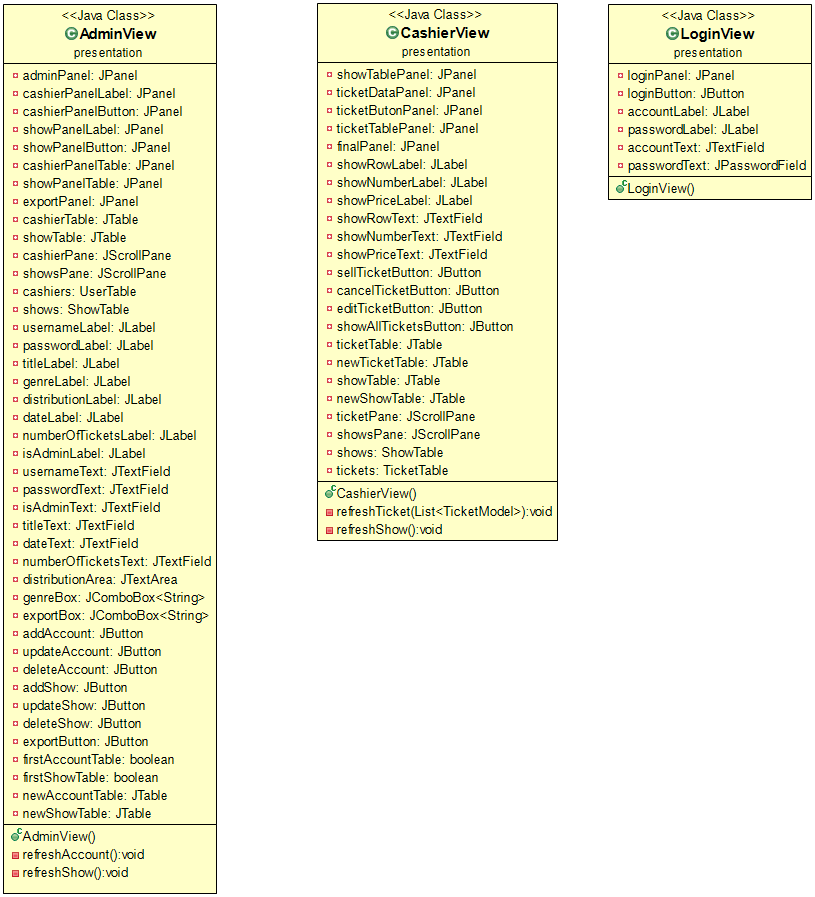 <<Java Class>>
AdminView
presentation
adminPanel: JPanel
cashierPanelLabel: JPanel
cashierPanelButton: JPanel
showPanelLabel: JPanel
showPanelButton: JPanel
cashierPanelTable: JPanel
showPanelTable: JPanel
exportPanel: JPanel
cashierTable: JTable
showTable: JTable
cashierPane: JScrollPane
showsPane: JScrollPane
cashiers: UserTable
shows: ShowTable
usernameLabel: JLabel
passwordLabel: JLabel
titleLabel: JLabel
genreLabel: JLabel
distributionLabel: JLabel
dateLabel: JLabel
numberOfTicketsLabel: JLabel
isAdminLabel: JLabel
usernameText: JTextField
passwordText: JTextField
isAdminText: JTextField
titleText: JTextField
dateText: JTextField
numberOfTicketsText: JTextField
distributionArea: JTextArea
genreBox: JComboBox<String>
exportBox: JComboBox<String>
addAccount: JButton
updateAccount: JButton
deleteAccount: JButton
addShow: JButton
updateShow: JButton
deleteShow: JButton
exportButton: JButton
firstAccountTable: boolean
firstShowTable: boolean
newAccountTable: JTable
newShowTable: JTable
AdminView()
refreshAccount():void
refreshShow():void
<<Java Class>>
CashierView
presentation
showTablePanel: JPanel
ticketDataPanel: JPanel
ticketButonPanel: JPanel
ticketTablePanel: JPanel
finalPanel: JPanel
showRowLabel: JLabel
showNumberLabel: JLabel
showPriceLabel: JLabel
showRowText: JTextField
showNumberText: JTextField
showPriceText: JTextField
sellTicketButton: JButton
cancelTicketButton: JButton
editTicketButton: JButton
showAllTicketsButton: JButton
ticketTable: JTable
newTicketTable: JTable
showTable: JTable
newShowTable: JTable
ticketPane: JScrollPane
showsPane: JScrollPane
shows: ShowTable
tickets: TicketTable
CashierView()
refreshTicket(List<TicketModel>):void
refreshShow():void
<<Java Class>>
LoginView
presentation
loginPanel: JPanel
loginButton: JButton
accountLabel: JLabel
passwordLabel: JLabel
accountText: JTextField
passwordText: JPasswordField
LoginView()